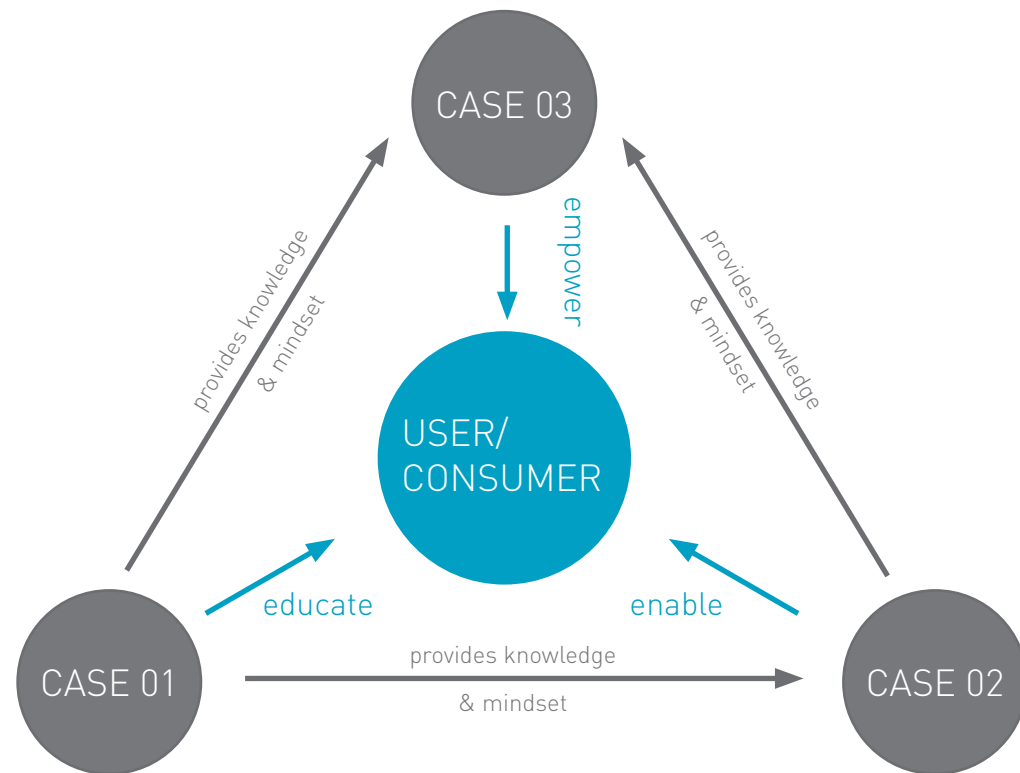 CASE 03
empower
provides knowledge
& mindset
provides knowledge
& mindset
USER/
CONSUMER
educate
enable
CASE 01
provides knowledge
& mindset
CASE 02